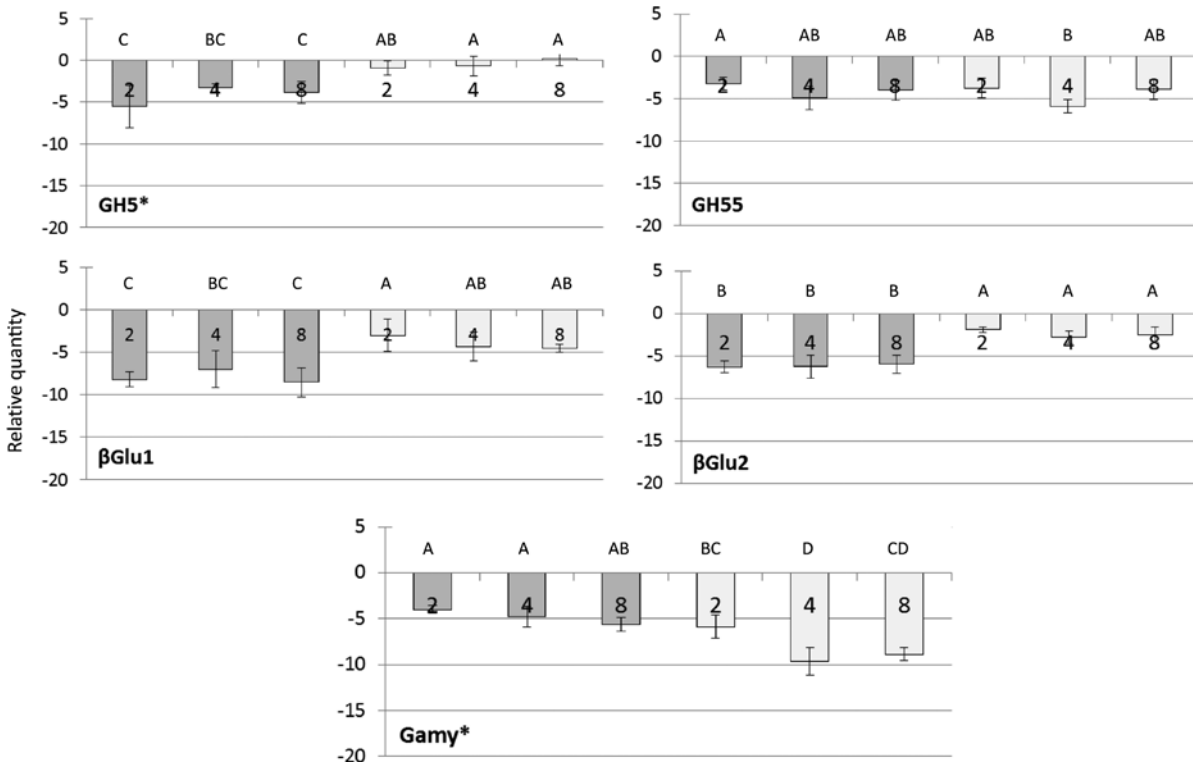 5
0
-5
-10
-15
-20
C BC C AB A A
2 4 8 2 4 8
GH5*
5
0
-5
-10
-15
-20
A AB AB AB B AB
2 4 8 2 4 8
GH55
Relative quantity
5
0
-5
-10
-15
-20
C BC C A AB AB
2 4 8 2 4 8
βGlu1
5
0
-5
-10
-15
-20
B B B A A A
2 4 8 2 4 8
βGlu2
5
0
-5
-10
-15
-20
A A AB BC D CD
2 4 8 2 4 8
Gamy*